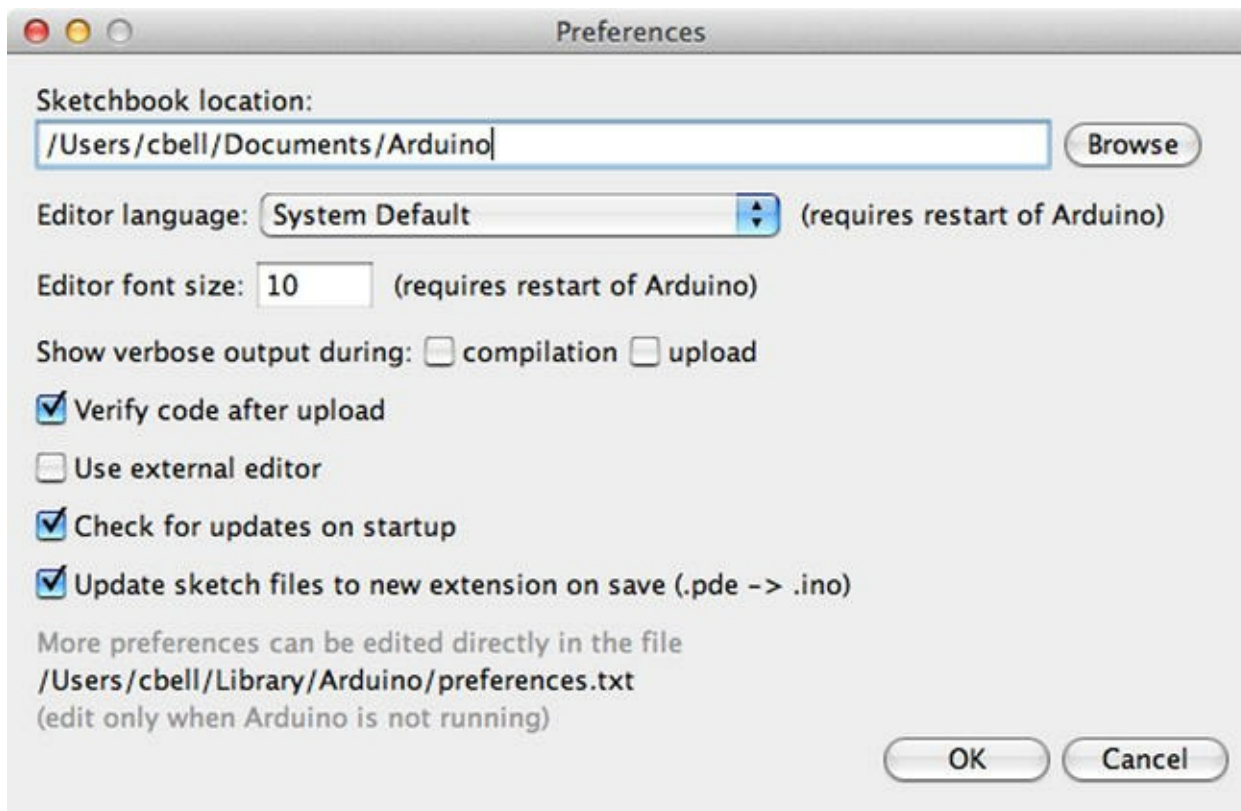 Preferences
Sketchbook location:
/Users/cbell/Documents/Arduino Browse
Editor language: System Default (requires restart of Arduino)
Editor font size: 10 (requires restart of Arduino)
Show verbose output during: compilation upload
Verify code after upload
Use external editor
Check for updates on startup
Update sketch files to new extension on save (.pde -> .ino)
More preferences can be edited directly in the file
/Users/cbell/Library/Arduino/preferences.txt
(edit only when Arduino is not running)
OK Cancel